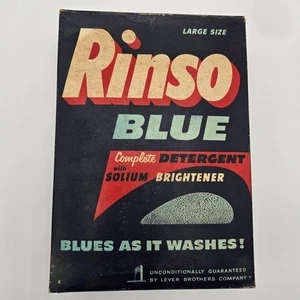 LARGE SIZE
Rinso
BLUE
Complete DETERGENT
with SOLIUM BRIGHTENER
BLUES AS IT WASHES!
UNCONDITIONALLY GUARANTEED
BY LEVER BROTHERS COMPANY